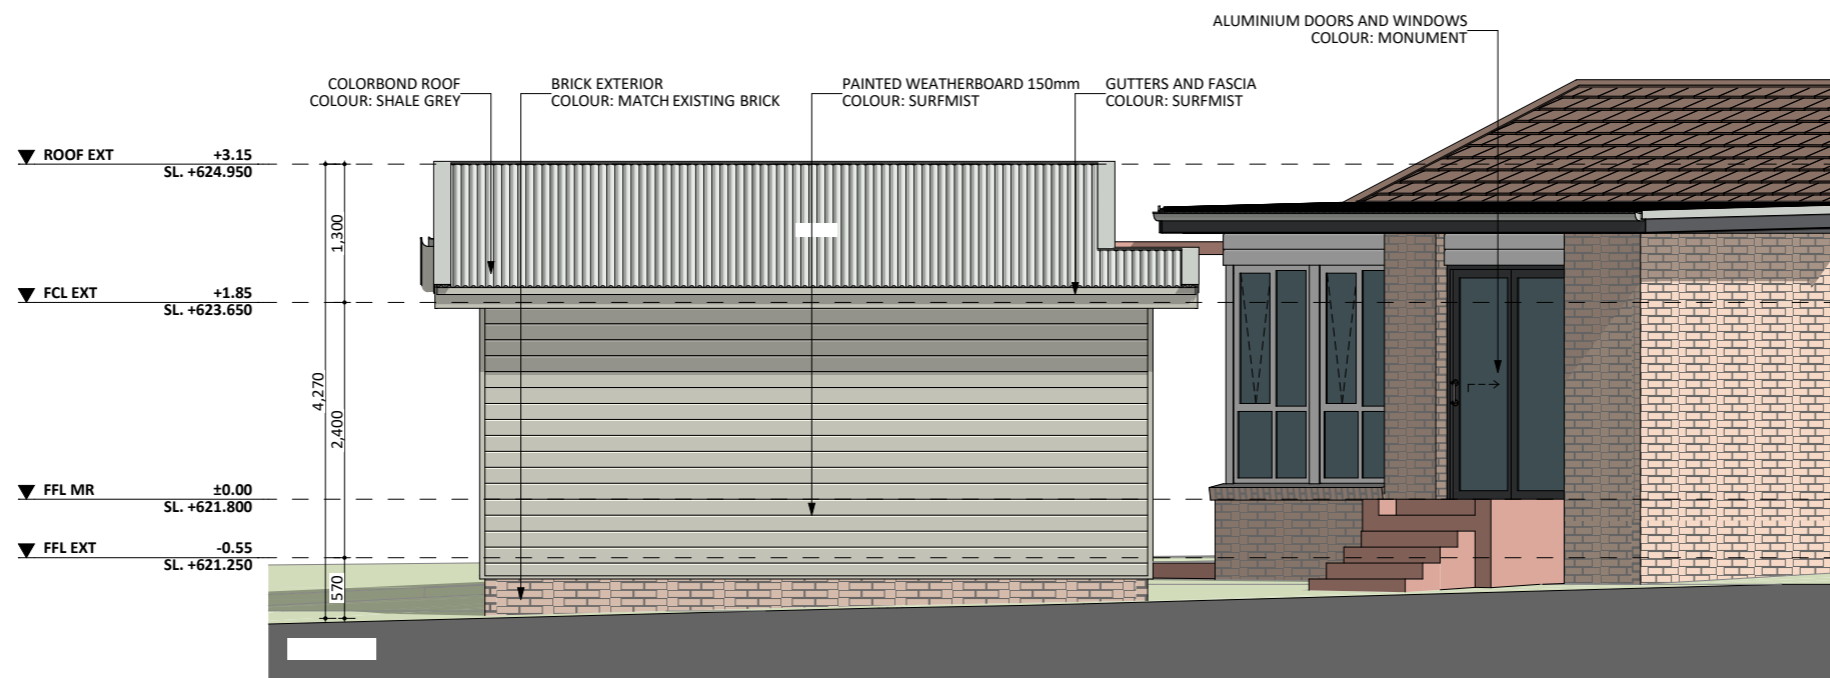 ALUMINIUM DOORS AND WINDOWS
COLOUR: MONUMENT
COLORBOND ROOF
COLOUR: SHALE GREY
BRICK EXTERIOR
COLOUR: MATCH EXISTING BRICK
PAINTED WEATHERBOARD 150mm
COLOUR: SURFMIST
GUTTERS AND FASCIA
COLOUR: SURFMIST
ROOF EXT +3.15
SL. +624.950
1,300
FCL EXT +1.85
SL. +623.650
4,270
2,400
FFL MR ±0.00
SL. +621.800
FFL EXT -0.55
SL. +621.250
570